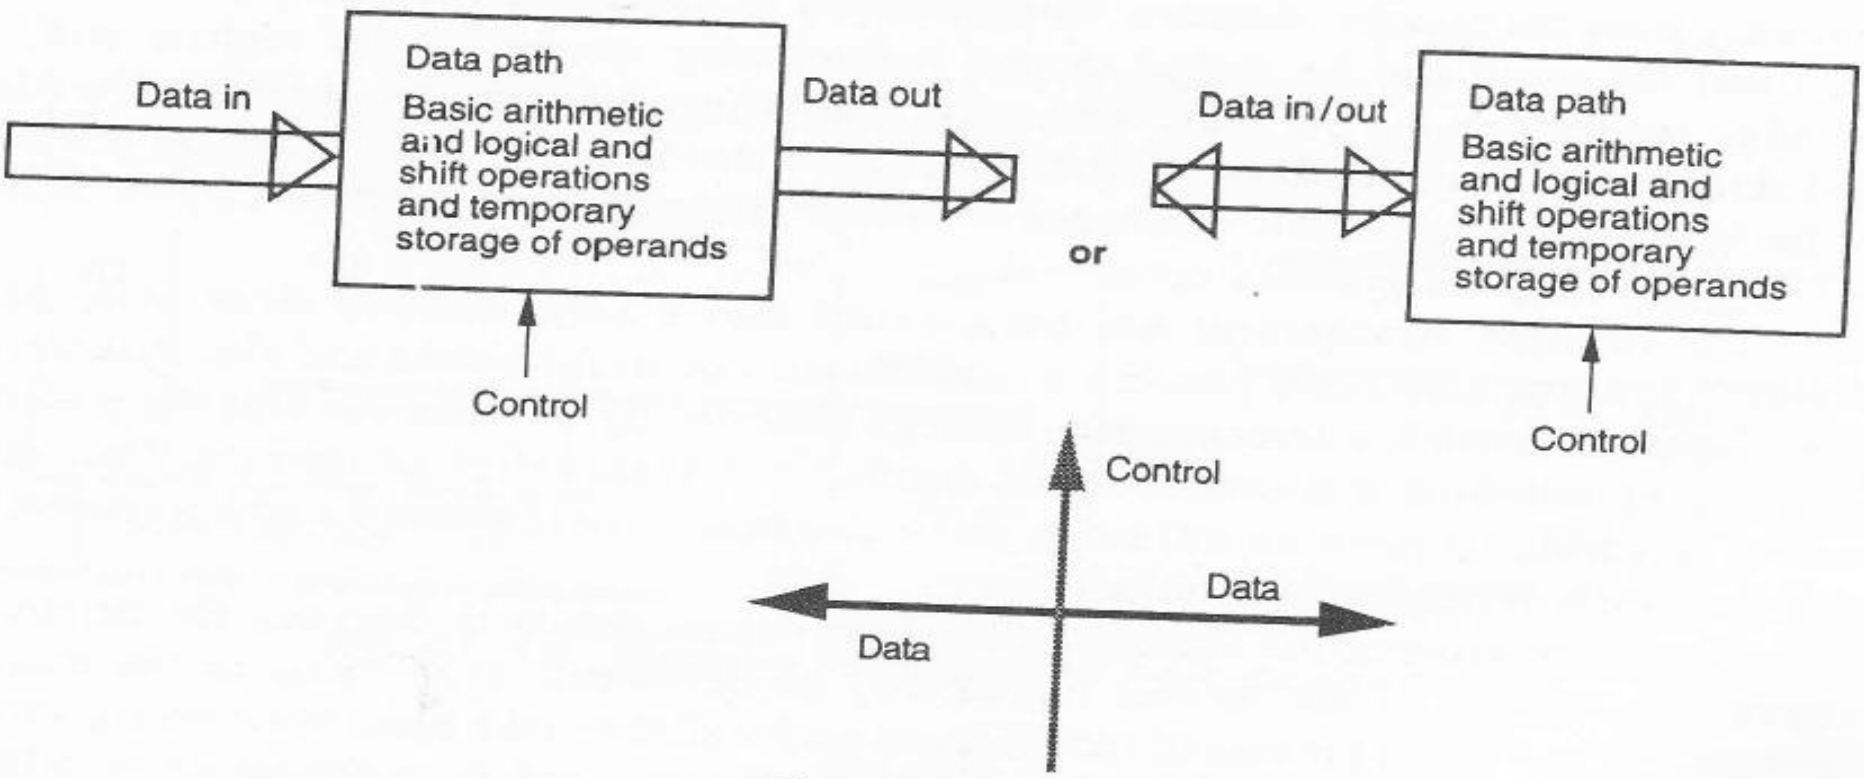 Data in
Data path
Basic arithmetic
and logical and
shift operations
and temporary
storage of operands
Data out
Control
or
Data in/out
Data path
Basic arithmetic
and logical and
shift operations
and temporary
storage of operands
Control
Control
Data
Data